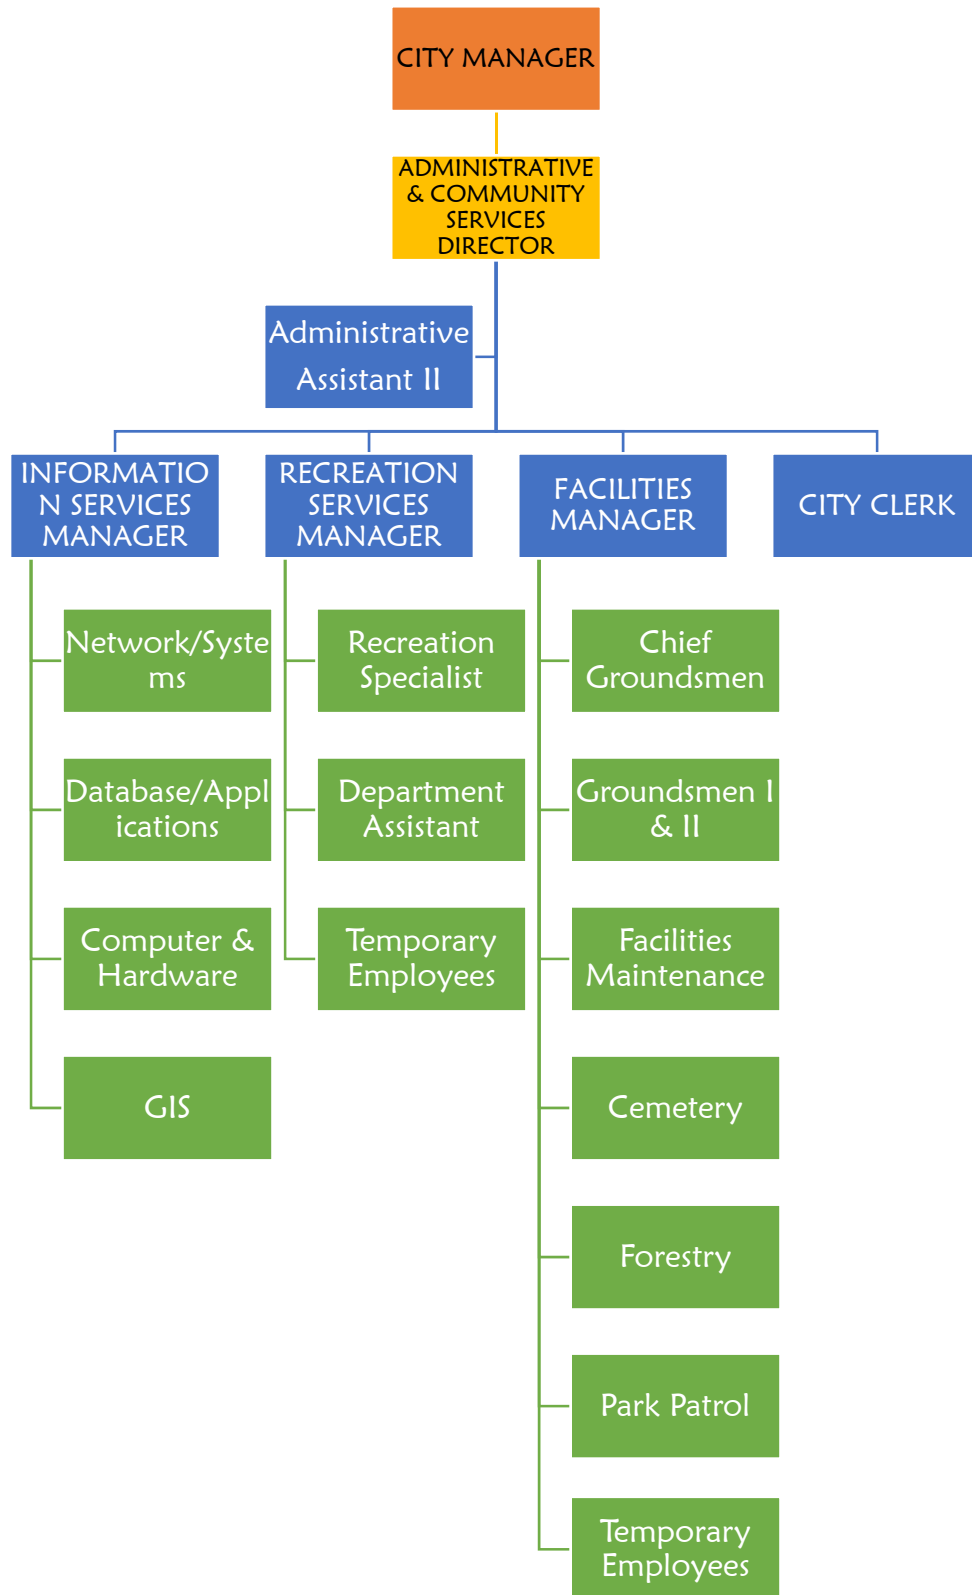 CITY MANAGER
ADMINISTRATIVE
& COMMUNITY
SERVICES
DIRECTOR
Administrative
Assistant II
INFORMATIO
N SERVICES
MANAGER
RECREATION
SERVICES
MANAGER
FACILITIES
MANAGER
CITY CLERK
Network/Syste
ms
Database/Appl
ications
Computer &
Hardware
GIS
Recreation
Specialist
Department
Assistant
Temporary
Employees
Chief
Groundsmen
Groundsmen I
& II
Facilities
Maintenance
Cemetery
Forestry
Park Patrol
Temporary
Employees